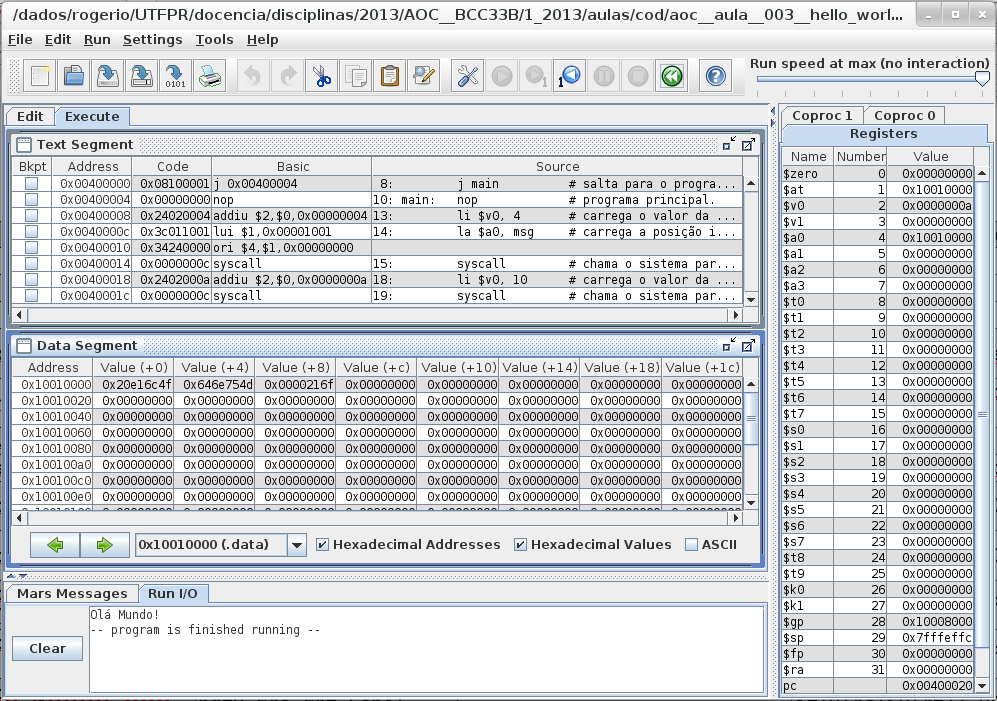 /dados/rogerio/UTFPR/docencia/disciplinas/2013/AOC__BCC33B/1_2013/aulas/cod/aoc__aula__003__hello_worl...
File Edit Run Settings Tools Help
0101
Run speed at max (no interaction)
Edit Execute
Text Segment
Bkpt Address Code Basic Source
0x00400000 0x08100001 j 0x00400004 8: j main # salta para o progra...
0x00400004 0x00000000 nop 10: main: nop # programa principal.
0x00400008 0x24020004 addiu $2,$0,0x00000004 13: li $v0, 4 # carrega o valor da ...
0x0040000c 0x3c011001 lui $1,0x00001001 14: la $a0, msg # carrega a posição i...
0x00400010 0x34240000 ori $4,$1,0x00000000
0x00400014 0x0000000c syscall 15: syscall # chama o sistema par...
0x00400018 0x2402000a addiu $2,$0,0x0000000a 18: li $v0, 10 # carrega o valor da ...
0x0040001c 0x0000000c syscall 19: syscall # chama o sistema par...
Data Segment
Address Value (+0) Value (+4) Value (+8) Value (+c) Value (+10) Value (+14) Value (+18) Value (+1c)
0x10010000 0x20e16c4f 0x646e754d 0x0000216f 0x00000000 0x00000000 0x00000000 0x00000000 0x00000000
0x10010020 0x00000000 0x00000000 0x00000000 0x00000000 0x00000000 0x00000000 0x00000000 0x00000000
0x10010040 0x00000000 0x00000000 0x00000000 0x00000000 0x00000000 0x00000000 0x00000000 0x00000000
0x10010060 0x00000000 0x00000000 0x00000000 0x00000000 0x00000000 0x00000000 0x00000000 0x00000000
0x10010080 0x00000000 0x00000000 0x00000000 0x00000000 0x00000000 0x00000000 0x00000000 0x00000000
0x100100a0 0x00000000 0x00000000 0x00000000 0x00000000 0x00000000 0x00000000 0x00000000 0x00000000
0x100100c0 0x00000000 0x00000000 0x00000000 0x00000000 0x00000000 0x00000000 0x00000000 0x00000000
0x100100e0 0x00000000 0x00000000 0x00000000 0x00000000 0x00000000 0x00000000 0x00000000 0x00000000
0x10010000 (.data) Hexadecimal Addresses Hexadecimal Values ASCII
Mars Messages Run I/O
Clear
Olá Mundo!
-- program is finished running --
Coproc 1 Coproc 0
Registers
Name Number Value
$zero 0 0x00000000
$at 1 0x10010000
$v0 2 0x0000000a
$v1 3 0x00000000
$a0 4 0x10010000
$a1 5 0x00000000
$a2 6 0x00000000
$a3 7 0x00000000
$t0 8 0x00000000
$t1 9 0x00000000
$t2 10 0x00000000
$t3 11 0x00000000
$t4 12 0x00000000
$t5 13 0x00000000
$t6 14 0x00000000
$t7 15 0x00000000
$s0 16 0x00000000
$s1 17 0x00000000
$s2 18 0x00000000
$s3 19 0x00000000
$s4 20 0x00000000
$s5 21 0x00000000
$s6 22 0x00000000
$s7 23 0x00000000
$t8 24 0x00000000
$t9 25 0x00000000
$k0 26 0x00000000
$k1 27 0x00000000
$gp 28 0x10008000
$sp 29 0x7fffeffc
$fp 30 0x00000000
$ra 31 0x00000000
pc 0x00400020